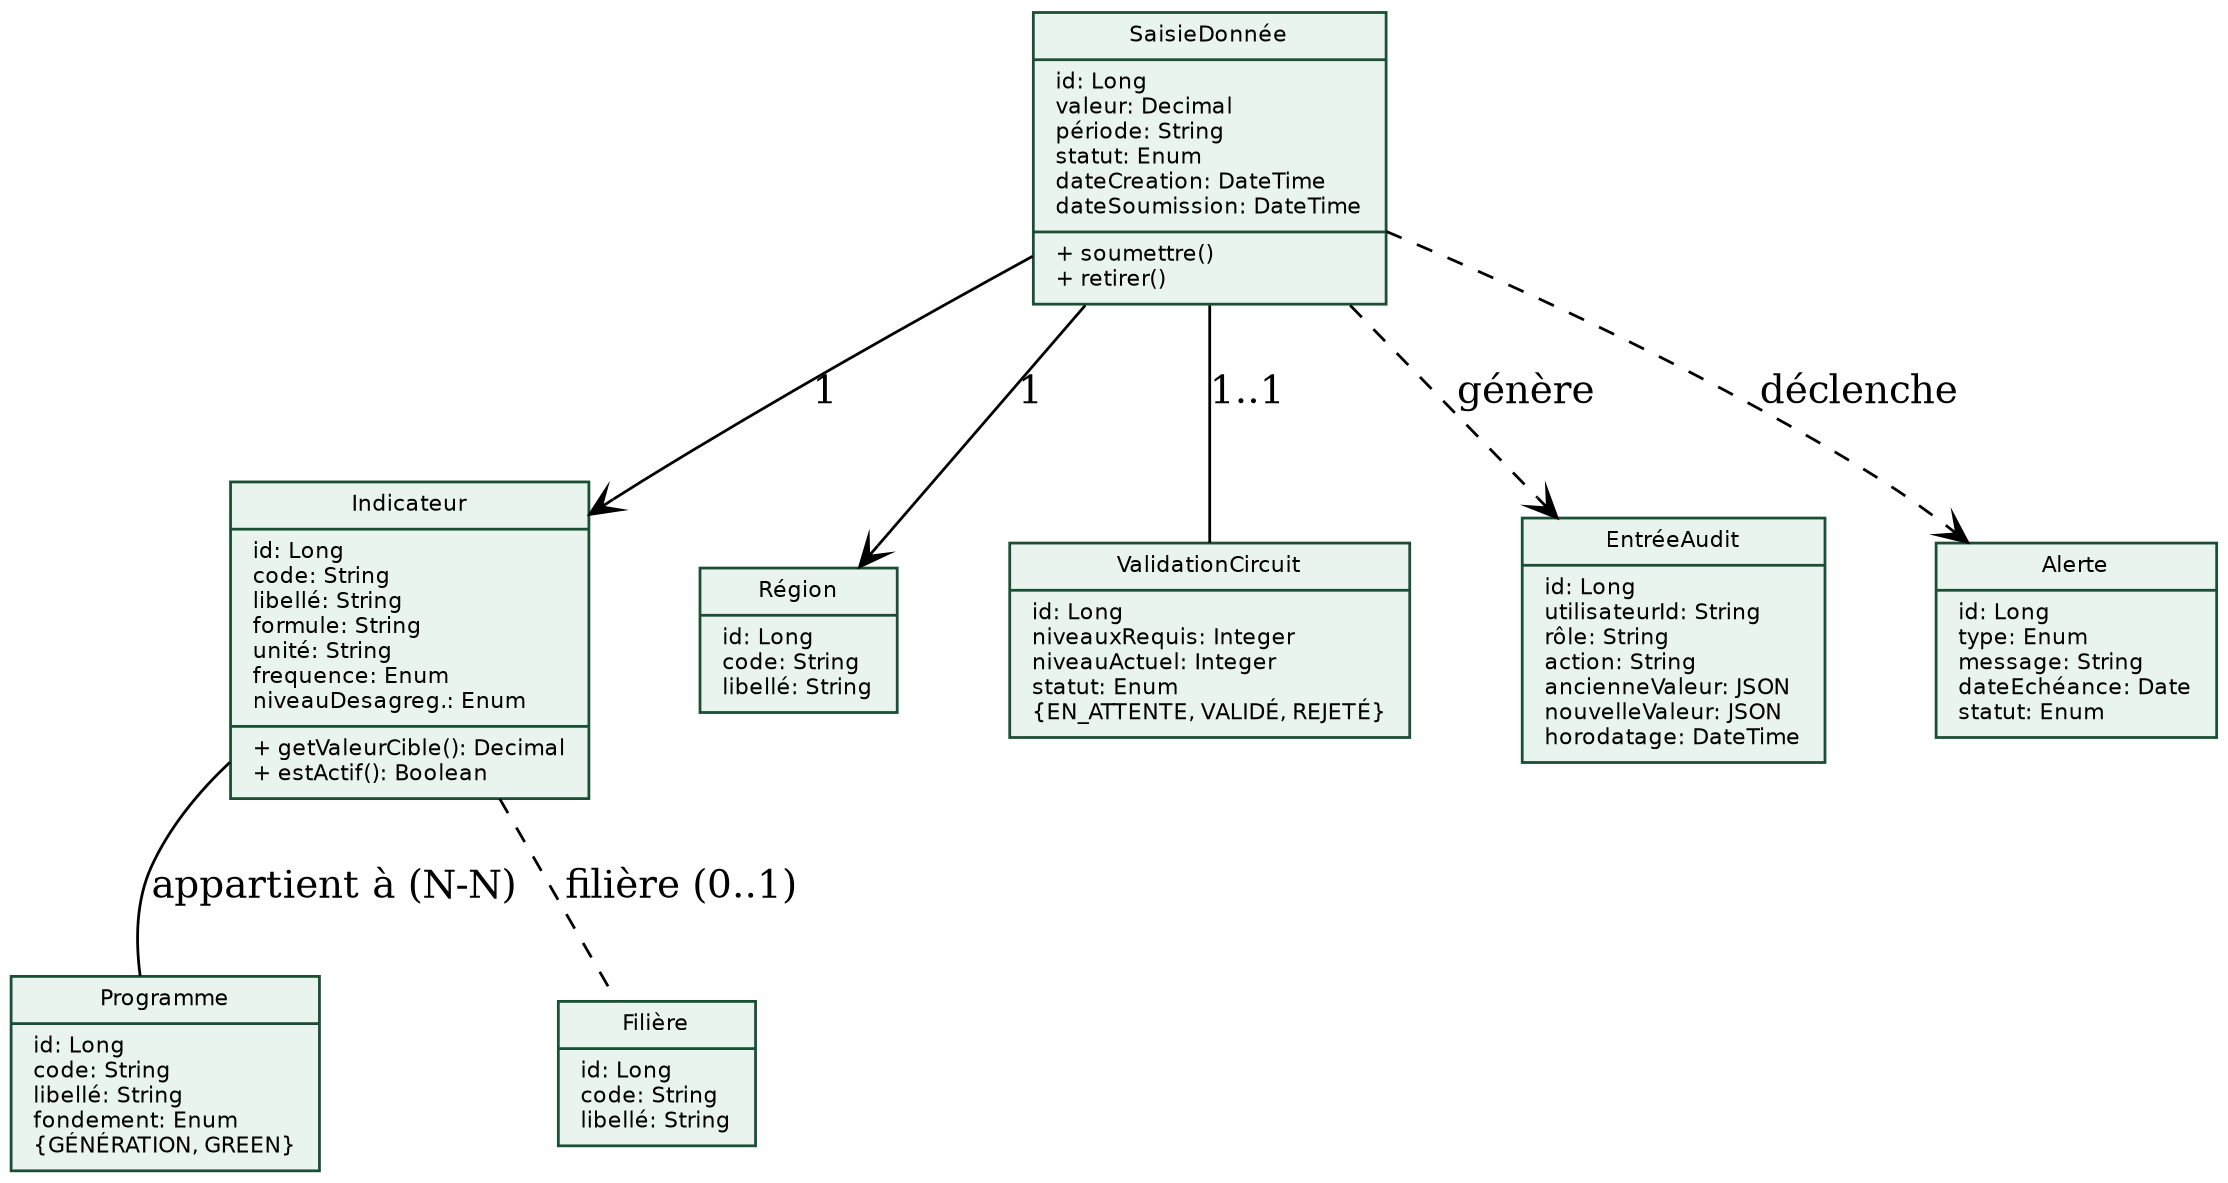 SaisieDonnée
id: Long
valeur: Decimal
période: String
statut: Enum
dateCreation: DateTime
dateSoumission: DateTime
+ soumettre()
+ retirer()
1
1
1..1
génère
déclenche
Indicateur
id: Long
code: String
libellé: String
formule: String
unité: String
frequence: Enum
niveauDesagreg.: Enum
+ getValeurCible(): Decimal
+ estActif(): Boolean
Région
id: Long
code: String
libellé: String
ValidationCircuit
id: Long
niveauxRequis: Integer
niveauActuel: Integer
statut: Enum
{EN_ATTENTE, VALIDÉ, REJETÉ}
EntréeAudit
id: Long
utilisateurId: String
rôle: String
action: String
ancienneValeur: JSON
nouvelleValeur: JSON
horodatage: DateTime
Alerte
id: Long
type: Enum
message: String
dateEchéance: Date
statut: Enum
appartient à (N-N)
filière (0..1)
Programme
id: Long
code: String
libellé: String
fondement: Enum
{GÉNÉRATION, GREEN}
Filière
id: Long
code: String
libellé: String